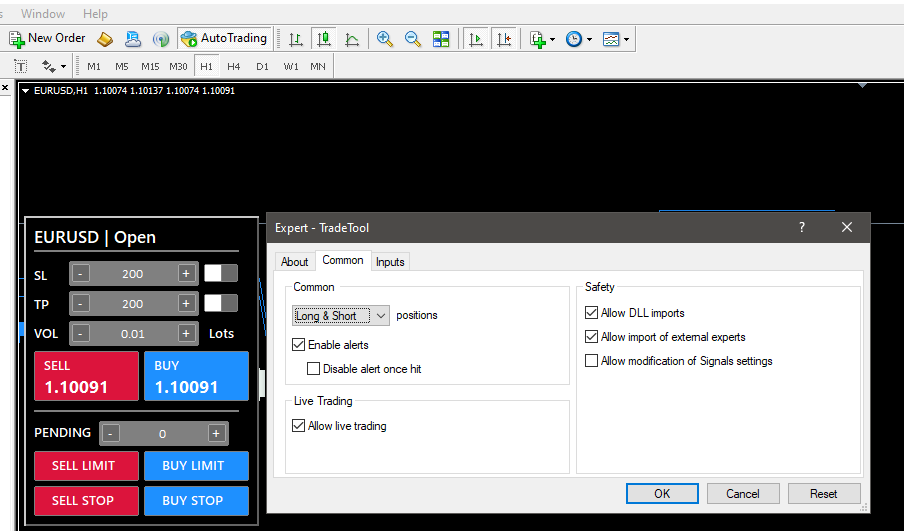 Window Help
New Order AutoTrading
T M1 M5 M15 M30 H1 H4 D1 W1 MN
EURUSD,H1 1.10074 1.10137 1.10074 1.10091
EURUSD | Open
SL - 200 +
TP - 200 +
VOL - 0.01 + Lots
SELL BUY
1.10091 1.10091
PENDING - 0 +
SELL LIMIT BUY LIMIT
SELL STOP BUY STOP
Expert - TradeTool ?
About Common Inputs
Common
Long & Short positions
Enable alerts
Disable alert once hit
Live Trading
Allow live trading
Safety
Allow DLL imports
Allow import of external experts
Allow modification of Signals settings
OK Cancel Reset